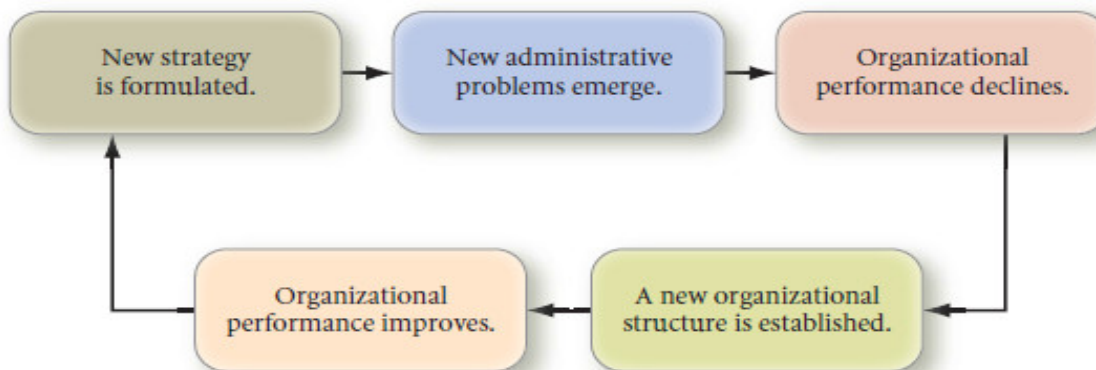 New strategy
is formulated.
New administrative
problems emerge.
Organizational
performance declines.
A new organizational
structure is established.
Organizational
performance improves.